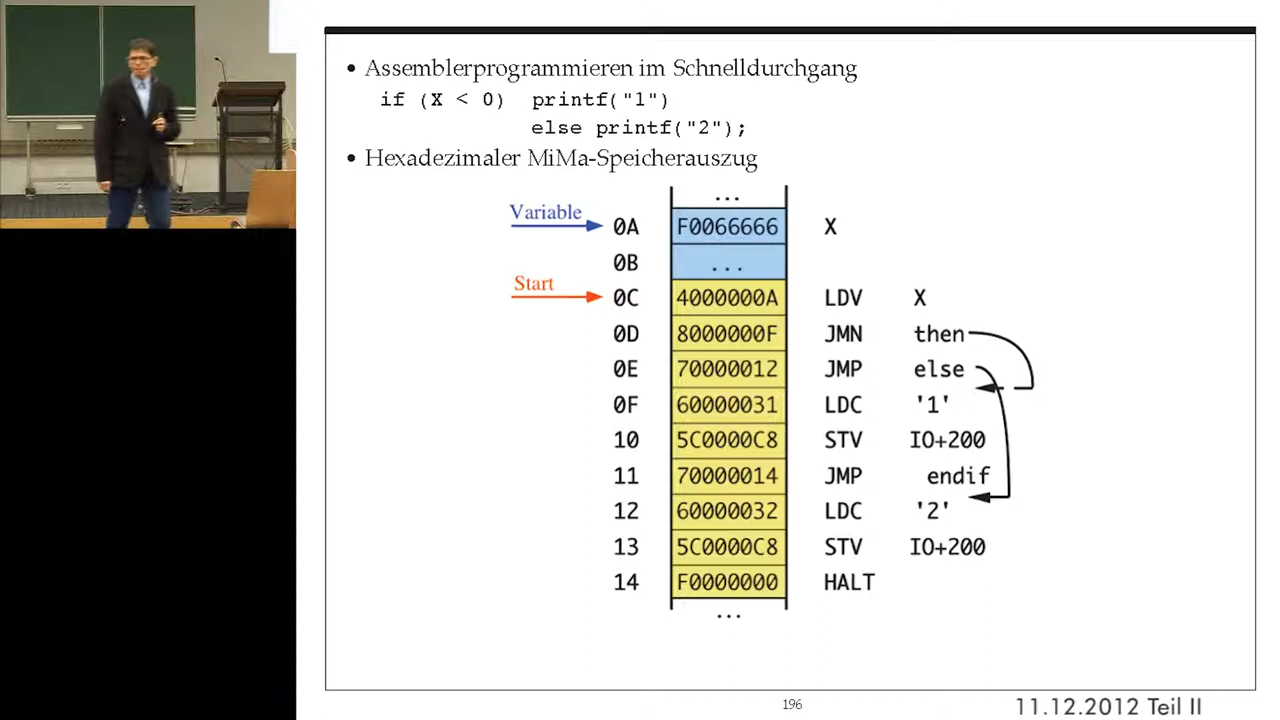 • Assemblerprogrammieren im Schnelldurchgang
if (X < 0) printf("1")
else printf("2");
• Hexadezimaler MiMa-Speicherauszug
...
Variable 0A F0066666 X
0B ...
Start 0C 4000000A LDV X
0D 8000000F JMN then
0E 70000012 JMP else
0F 60000031 LDC '1'
10 5C0000C8 STV IO+200
11 70000014 JMP endif
12 60000032 LDC '2'
13 5C0000C8 STV IO+200
14 F0000000 HALT
...
196
11.12.2012 Teil II